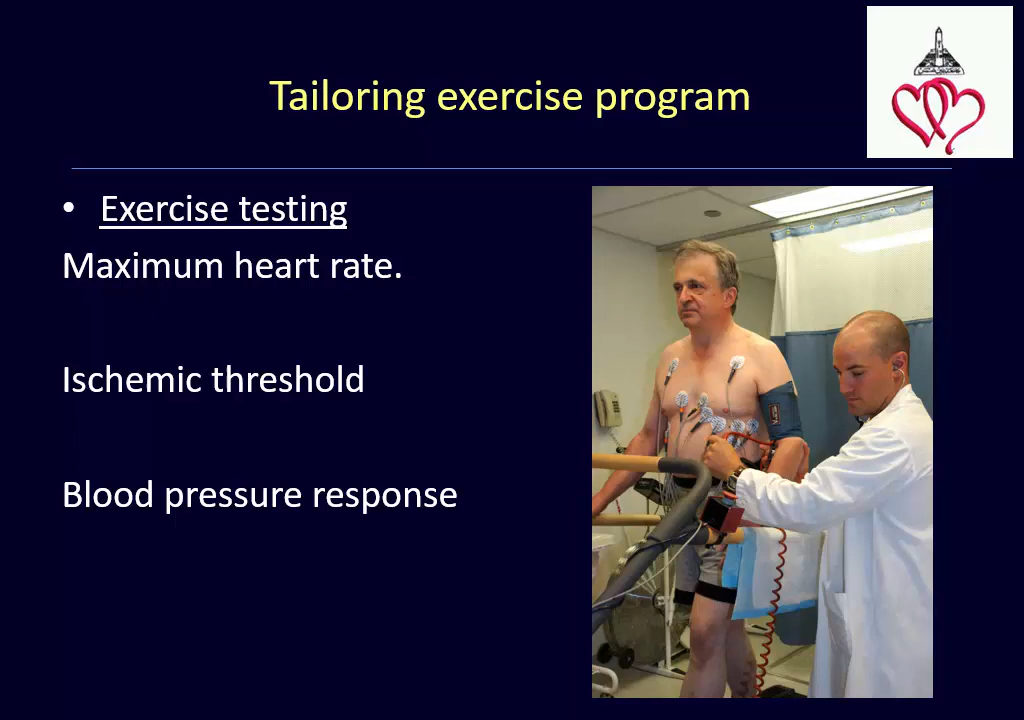 Tailoring exercise program
• Exercise testing
Maximum heart rate.
Ischemic threshold
Blood pressure response